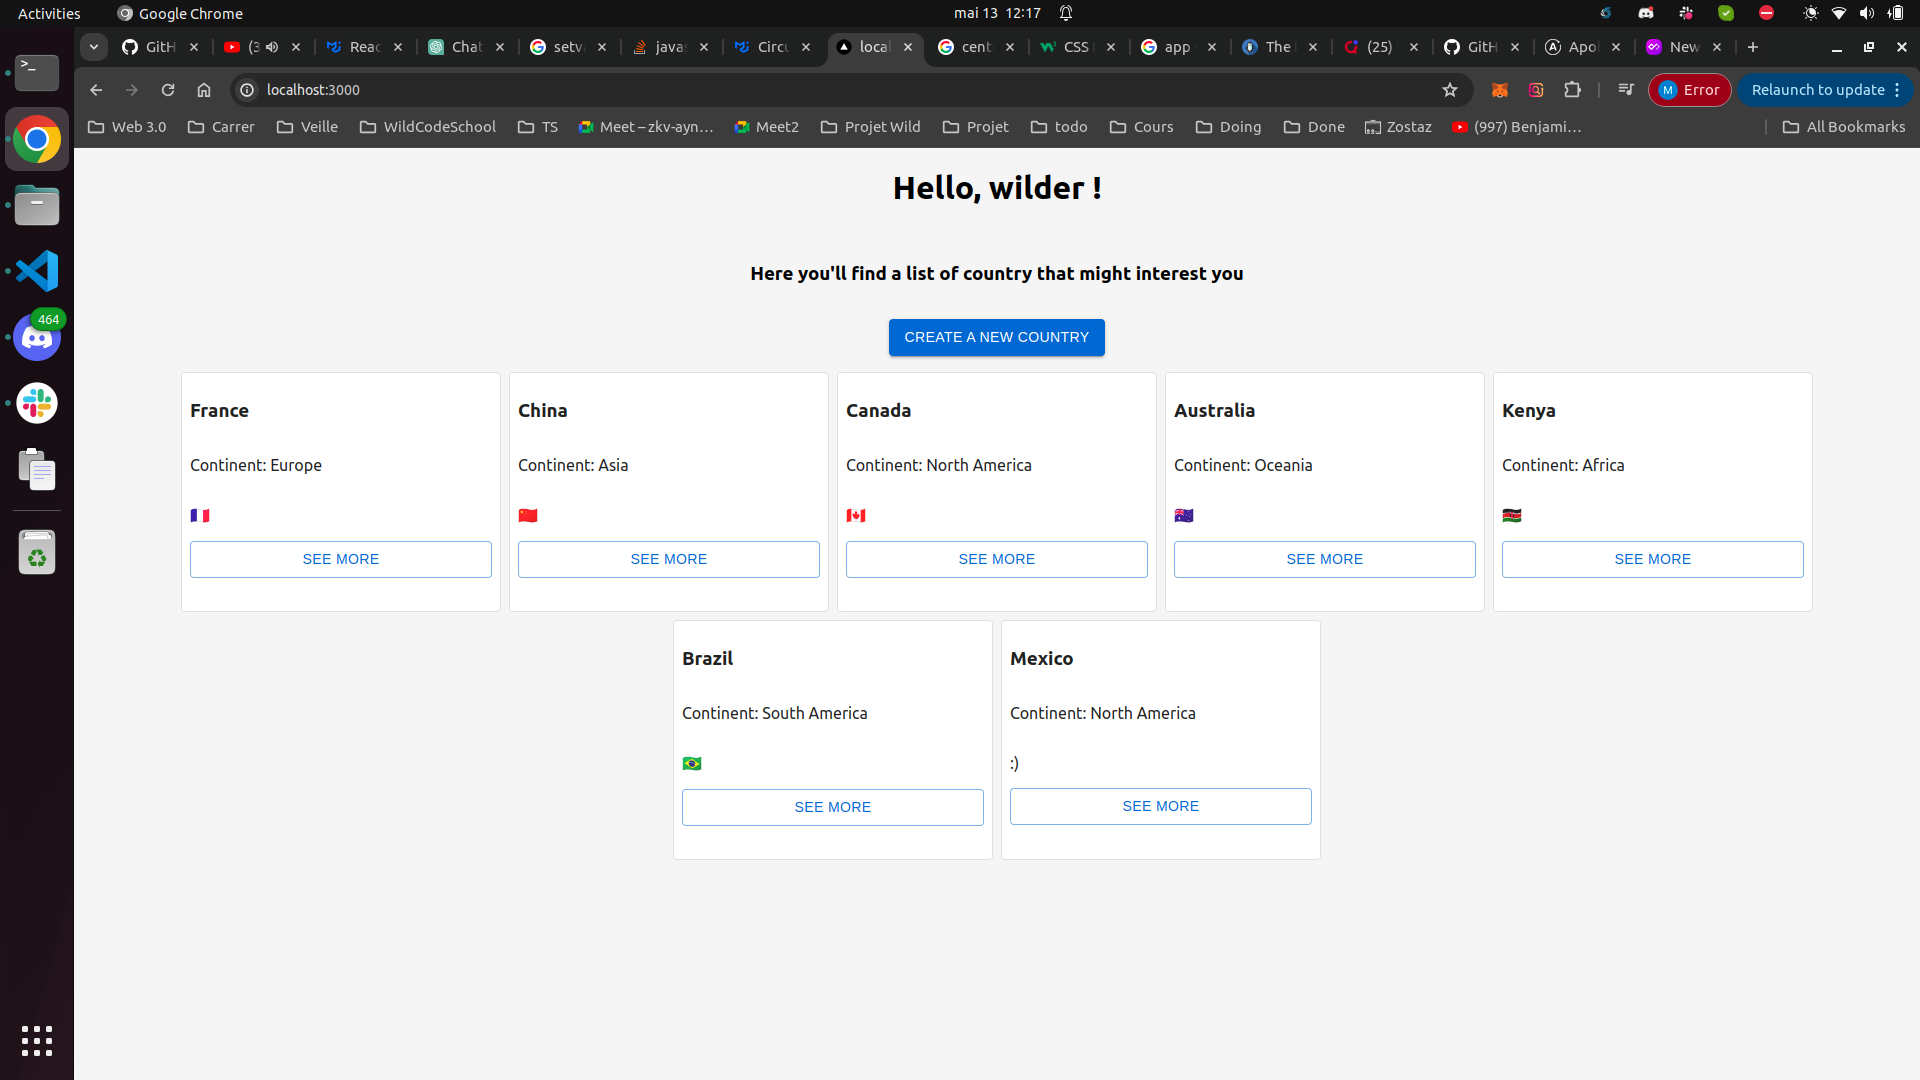 Activities Google Chrome mai 13 12:17
GitH (3 Reac Chat setv javas Circu local cent CSS app The (25) GitH Apol New
localhost:3000 M Error Relaunch to update
Web 3.0 Carrer Veille WildCodeSchool TS Meet – zkv-ayn… Meet2 Projet Wild Projet todo Cours Doing Done Zostaz (997) Benjami… All Bookmarks
464
Hello, wilder !
Here you'll find a list of country that might interest you
CREATE A NEW COUNTRY
France China Canada Australia Kenya
Continent: Europe Continent: Asia Continent: North America Continent: Oceania Continent: Africa
SEE MORE SEE MORE SEE MORE SEE MORE SEE MORE
Brazil Mexico
Continent: South America Continent: North America
:)
SEE MORE SEE MORE